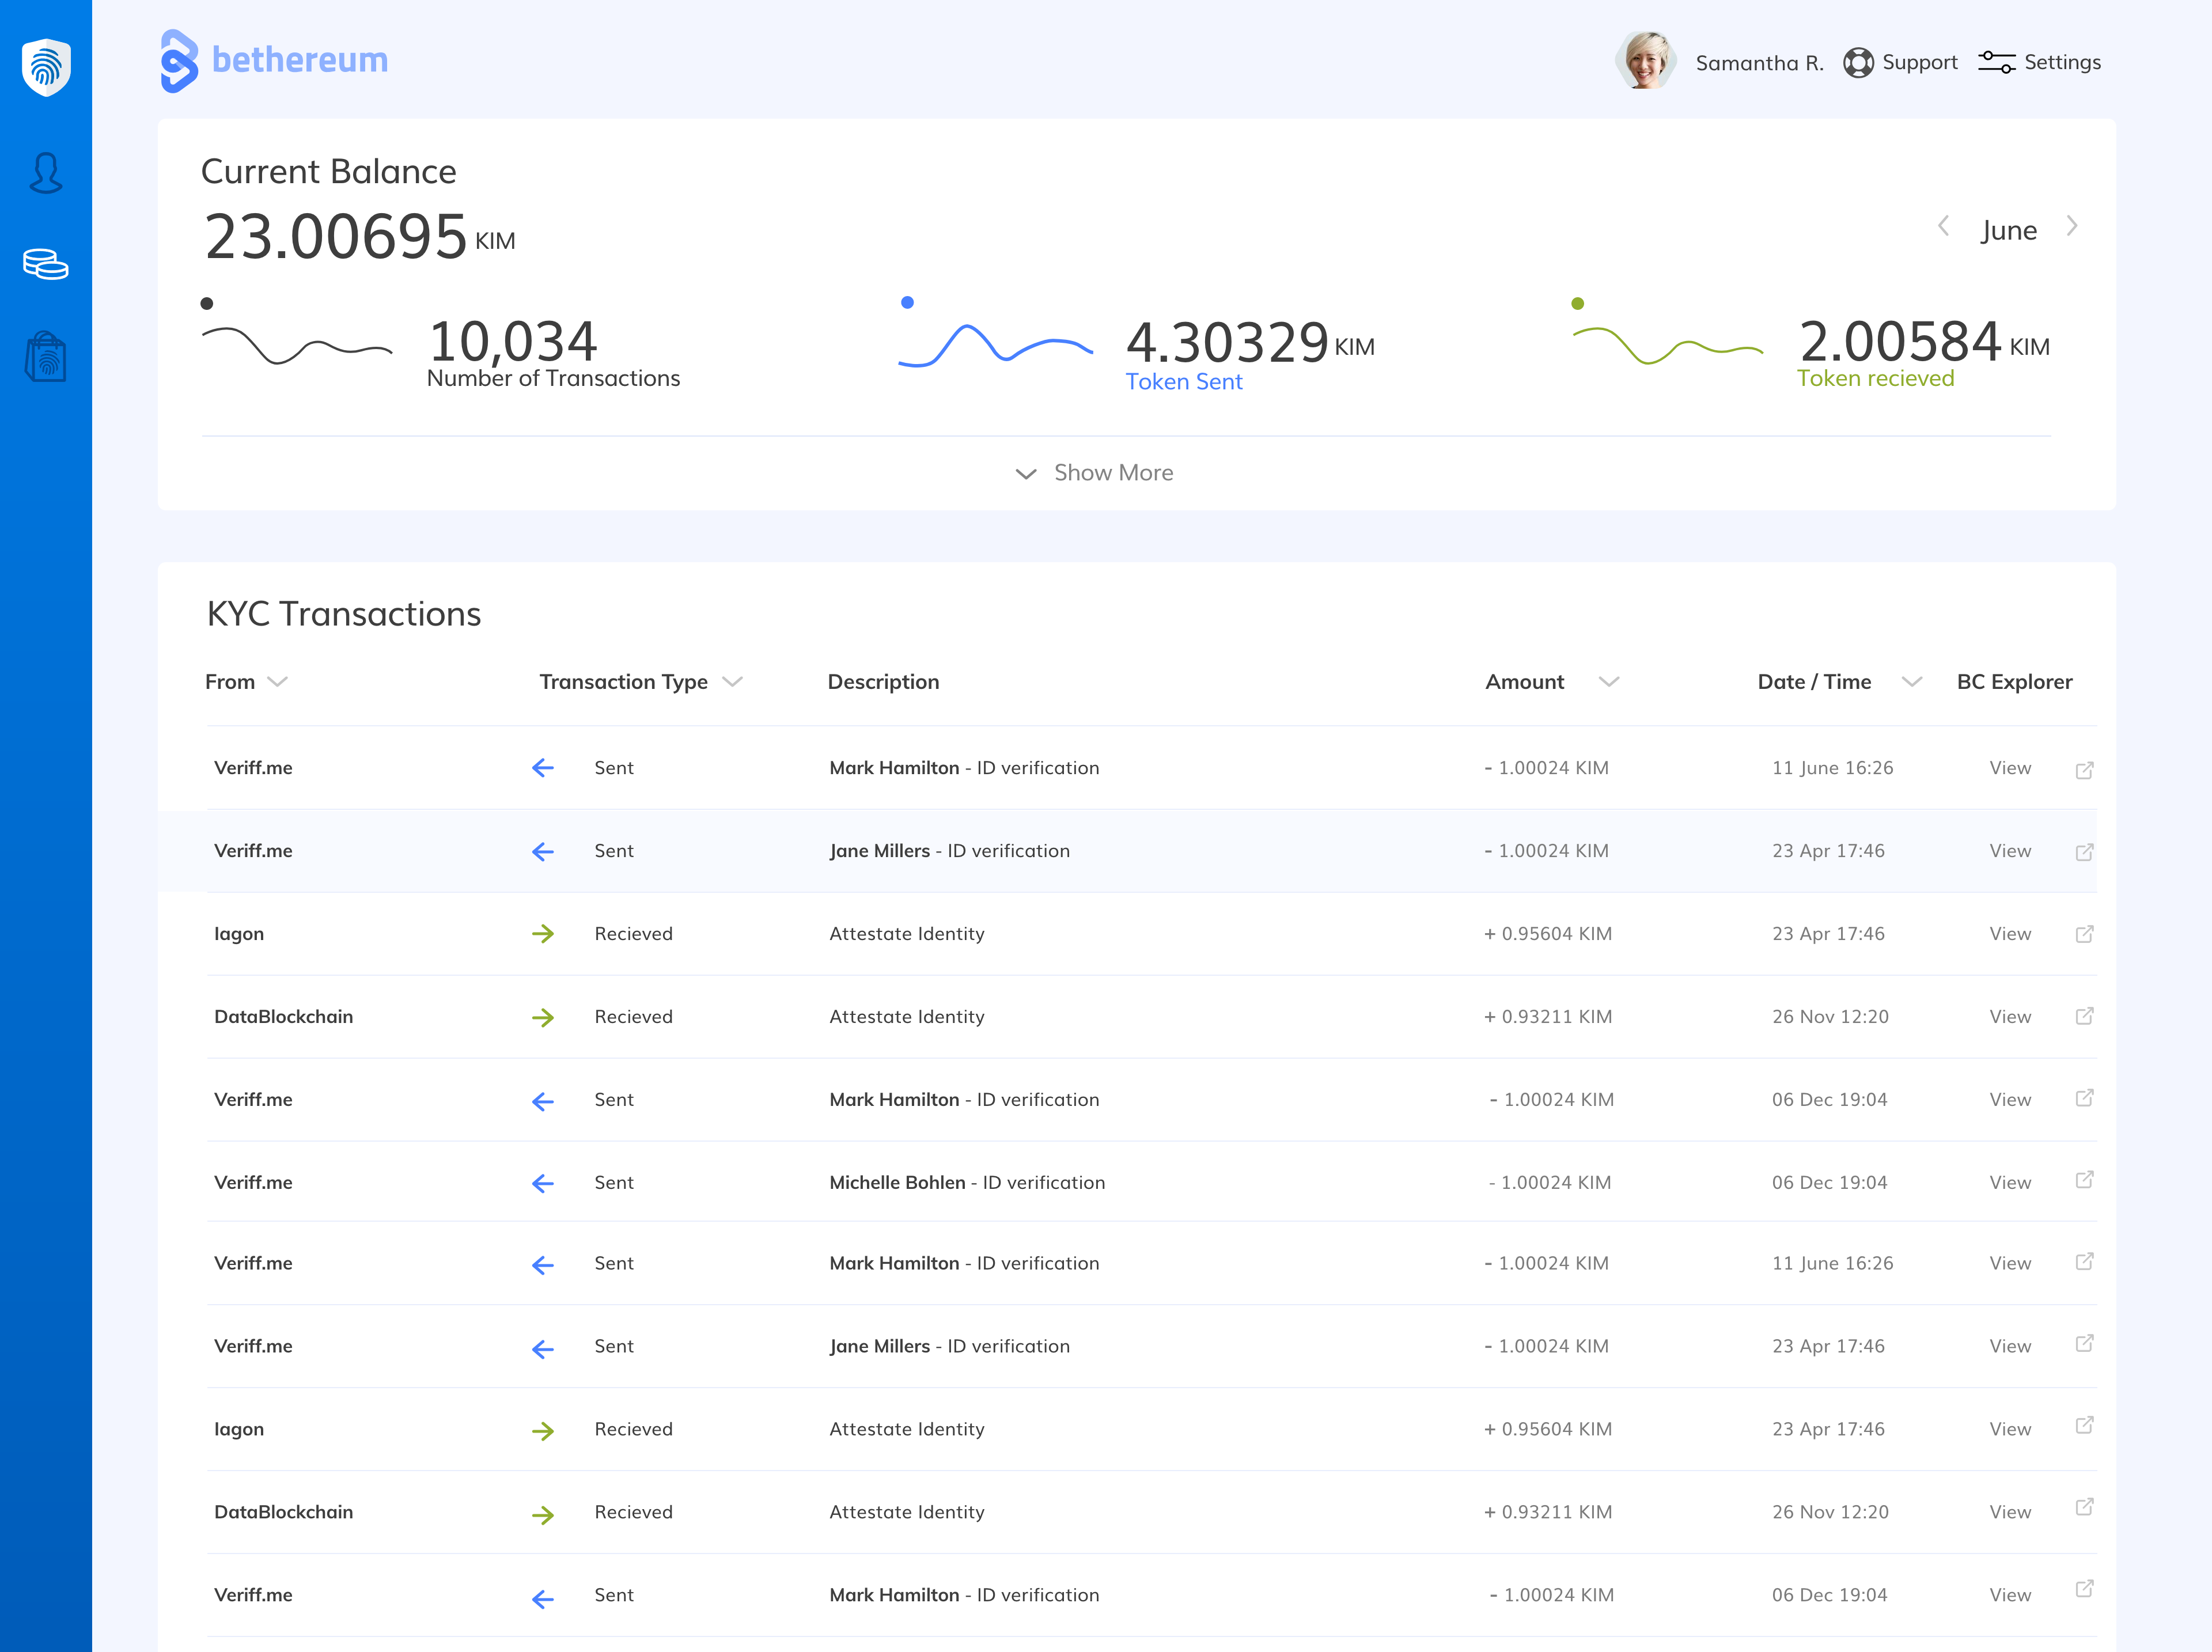 bethereum
Samantha R. Support Settings
Current Balance
23.00695 KIM
June
10,034
Number of Transactions
4.30329 KIM
Token Sent
2.00584 KIM
Token recieved
Show More
KYC Transactions
From Transaction Type Description Amount Date / Time BC Explorer
Veriff.me Sent Mark Hamilton - ID verification - 1.00024 KIM 11 June 16:26 View
Veriff.me Sent Jane Millers - ID verification - 1.00024 KIM 23 Apr 17:46 View
Iagon Recieved Attestate Identity + 0.95604 KIM 23 Apr 17:46 View
DataBlockchain Recieved Attestate Identity + 0.93211 KIM 26 Nov 12:20 View
Veriff.me Sent Mark Hamilton - ID verification - 1.00024 KIM 06 Dec 19:04 View
Veriff.me Sent Michelle Bohlen - ID verification - 1.00024 KIM 06 Dec 19:04 View
Veriff.me Sent Mark Hamilton - ID verification - 1.00024 KIM 11 June 16:26 View
Veriff.me Sent Jane Millers - ID verification - 1.00024 KIM 23 Apr 17:46 View
Iagon Recieved Attestate Identity + 0.95604 KIM 23 Apr 17:46 View
DataBlockchain Recieved Attestate Identity + 0.93211 KIM 26 Nov 12:20 View
Veriff.me Sent Mark Hamilton - ID verification - 1.00024 KIM 06 Dec 19:04 View